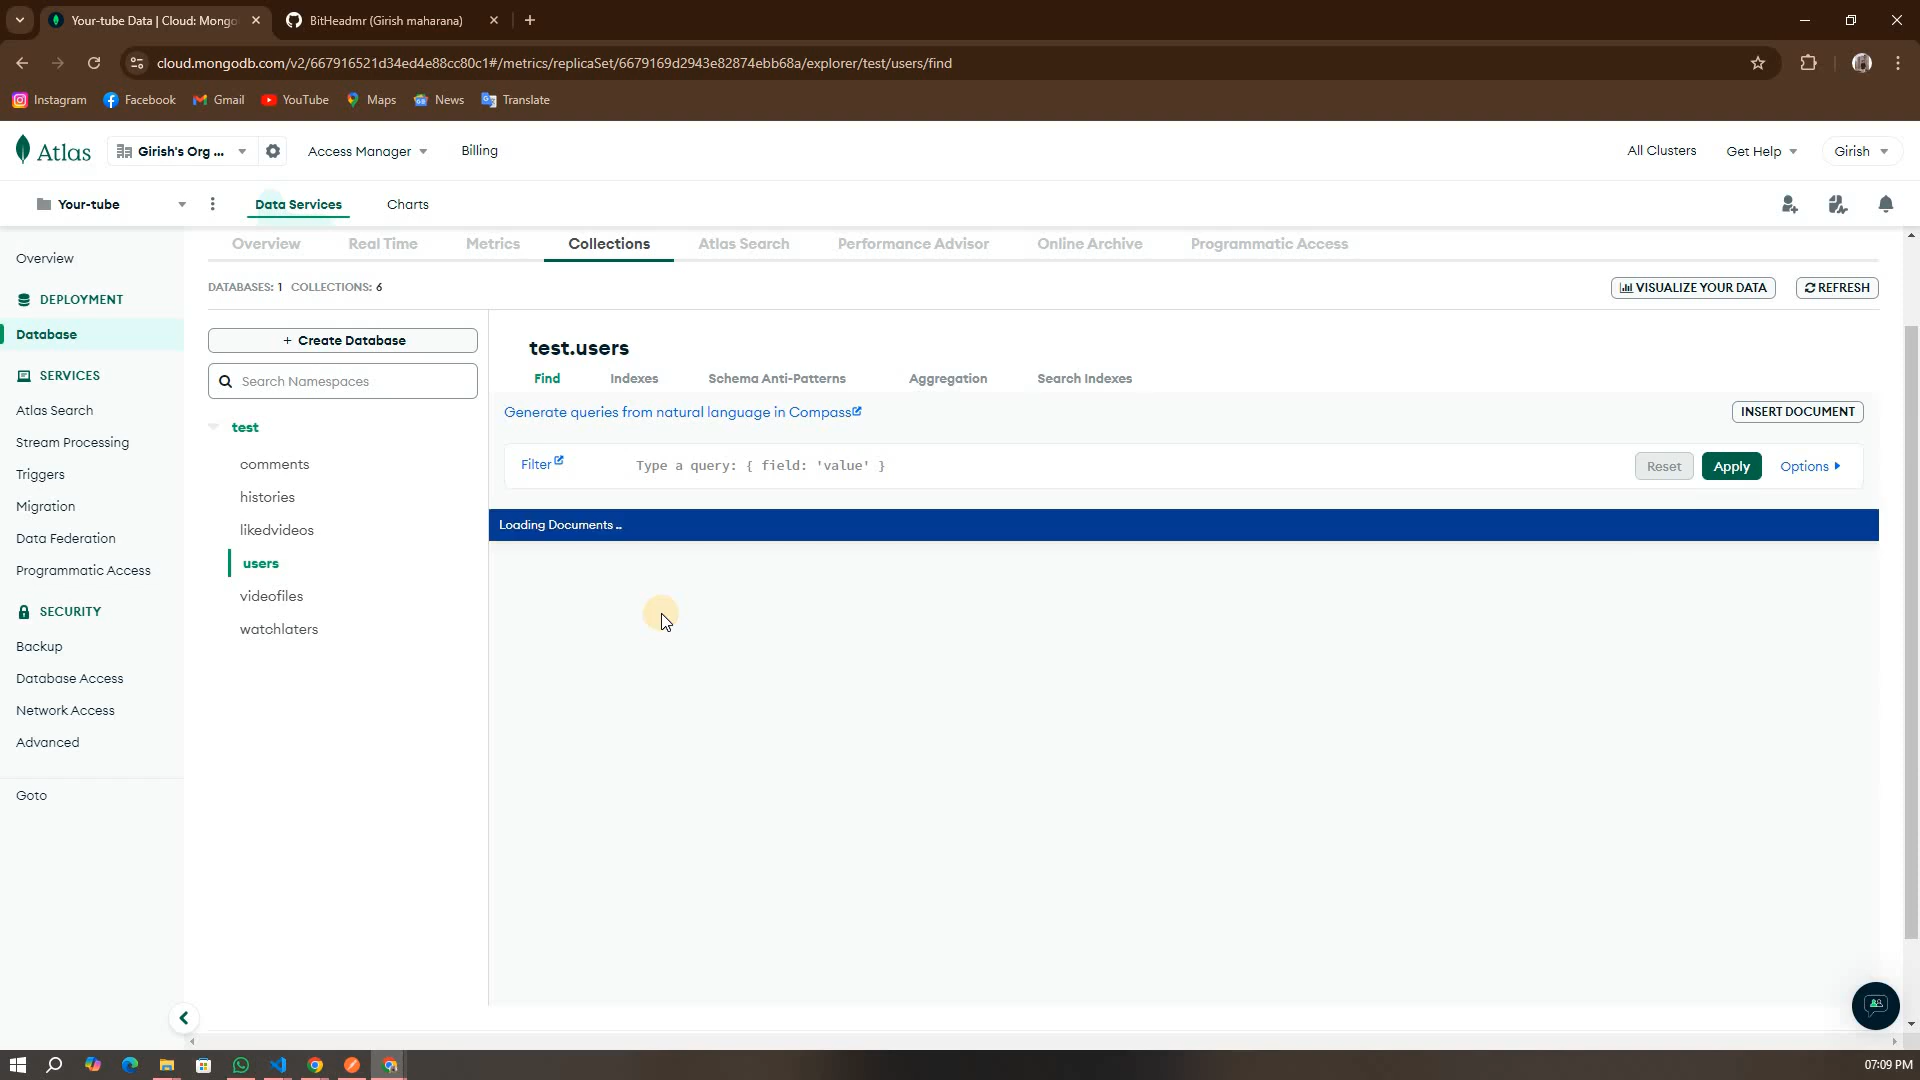 Your-tube Data | Cloud: Mongo
BitHeadmr (Girish maharana)
cloud.mongodb.com/v2/667916521d34ed4e88cc80c1#/metrics/replicaSet/6679169d2943e82874ebb68a/explorer/test/users/find
Instagram Facebook Gmail YouTube Maps News Translate
Atlas Girish's Org ... Access Manager Billing All Clusters Get Help Girish
Your-tube Data Services Charts
Overview Real Time Metrics Collections Atlas Search Performance Advisor Online Archive Programmatic Access
Overview
DEPLOYMENT
Database
SERVICES
Atlas Search
Stream Processing
Triggers
Migration
Data Federation
Programmatic Access
SECURITY
Backup
Database Access
Network Access
Advanced
Goto
DATABASES: 1 COLLECTIONS: 6
VISUALIZE YOUR DATA REFRESH
+ Create Database
Search Namespaces
test
comments
histories
likedvideos
users
videofiles
watchlaters
test.users
Find Indexes Schema Anti-Patterns Aggregation Search Indexes
Generate queries from natural language in Compass
INSERT DOCUMENT
Filter Type a query: { field: 'value' } Reset Apply Options
Loading Documents ..
07:09 PM